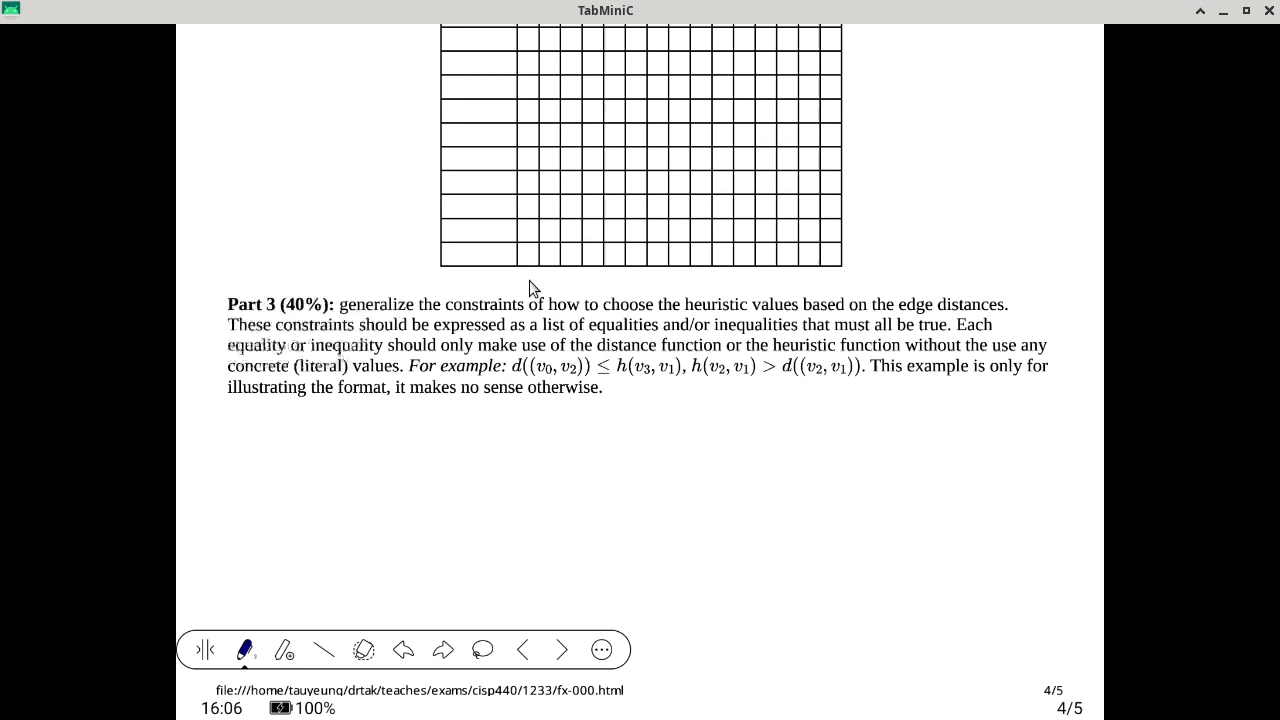 TabMiniC
Part 3 (40%): generalize the constraints of how to choose the heuristic values based on the edge distances.
These constraints should be expressed as a list of equalities and/or inequalities that must all be true. Each
equality or inequality should only make use of the distance function or the heuristic function without the use any
concrete (literal) values. For example: d((v₀, v₂)) ≤ h(v₃, v₁), h(v₂, v₁) > d((v₂, v₁)). This example is only for
illustrating the format, it makes no sense otherwise.
file:///home/tauyeung/drtak/teaches/exams/cisp440/1233/fx-000.html 4/5
16:06 100% 4/5